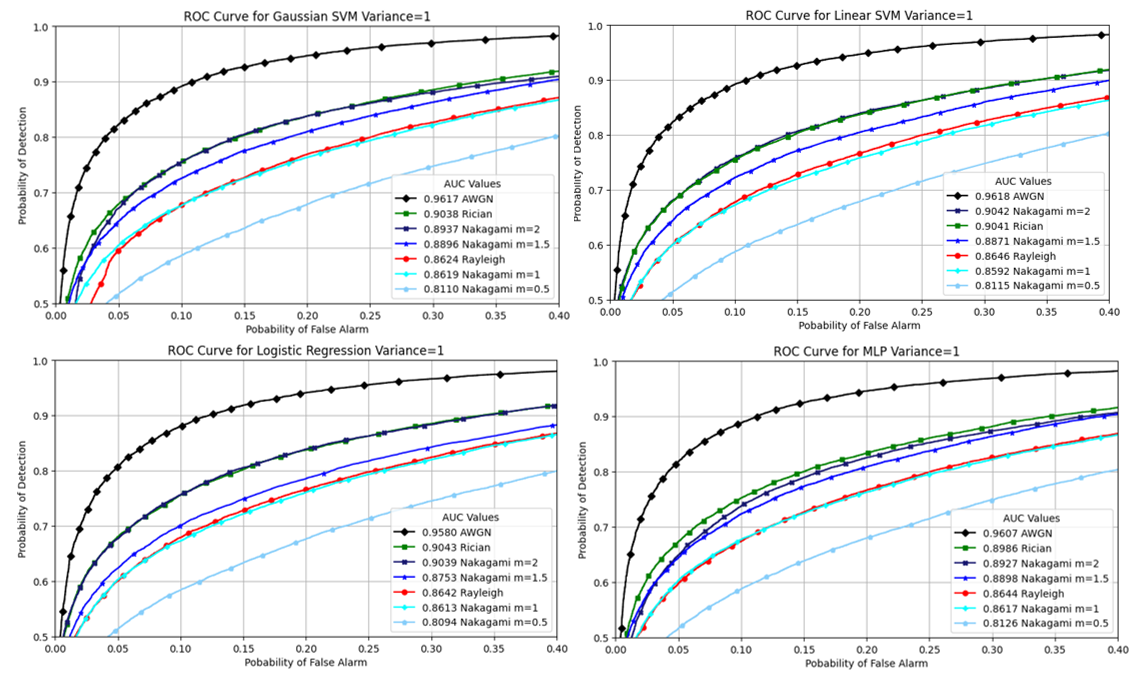 ROC Curve for Gaussian SVM Variance=1
Probability of Detection
1.0
0.9
0.8
0.7
0.6
0.5
AUC Values
0.9617 AWGN
0.9038 Rician
0.8937 Nakagami m=2
0.8896 Nakagami m=1.5
0.8624 Rayleigh
0.8619 Nakagami m=1
0.8110 Nakagami m=0.5
0.00 0.05 0.10 0.15 0.20 0.25 0.30 0.35 0.40
Pobability of False Alarm
ROC Curve for Linear SVM Variance=1
Probability of Detection
1.0
0.9
0.8
0.7
0.6
0.5
AUC Values
0.9618 AWGN
0.9042 Nakagami m=2
0.9041 Rician
0.8871 Nakagami m=1.5
0.8646 Rayleigh
0.8592 Nakagami m=1
0.8115 Nakagami m=0.5
0.00 0.05 0.10 0.15 0.20 0.25 0.30 0.35 0.40
Pobability of False Alarm
ROC Curve for Logistic Regression Variance=1
Probability of Detection
1.0
0.9
0.8
0.7
0.6
0.5
AUC Values
0.9580 AWGN
0.9043 Rician
0.9039 Nakagami m=2
0.8753 Nakagami m=1.5
0.8642 Rayleigh
0.8613 Nakagami m=1
0.8094 Nakagami m=0.5
0.00 0.05 0.10 0.15 0.20 0.25 0.30 0.35 0.40
Pobability of False Alarm
ROC Curve for MLP Variance=1
Probability of Detection
1.0
0.9
0.8
0.7
0.6
0.5
AUC Values
0.9607 AWGN
0.8986 Rician
0.8927 Nakagami m=2
0.8898 Nakagami m=1.5
0.8644 Rayleigh
0.8617 Nakagami m=1
0.8126 Nakagami m=0.5
0.00 0.05 0.10 0.15 0.20 0.25 0.30 0.35 0.40
Pobability of False Alarm